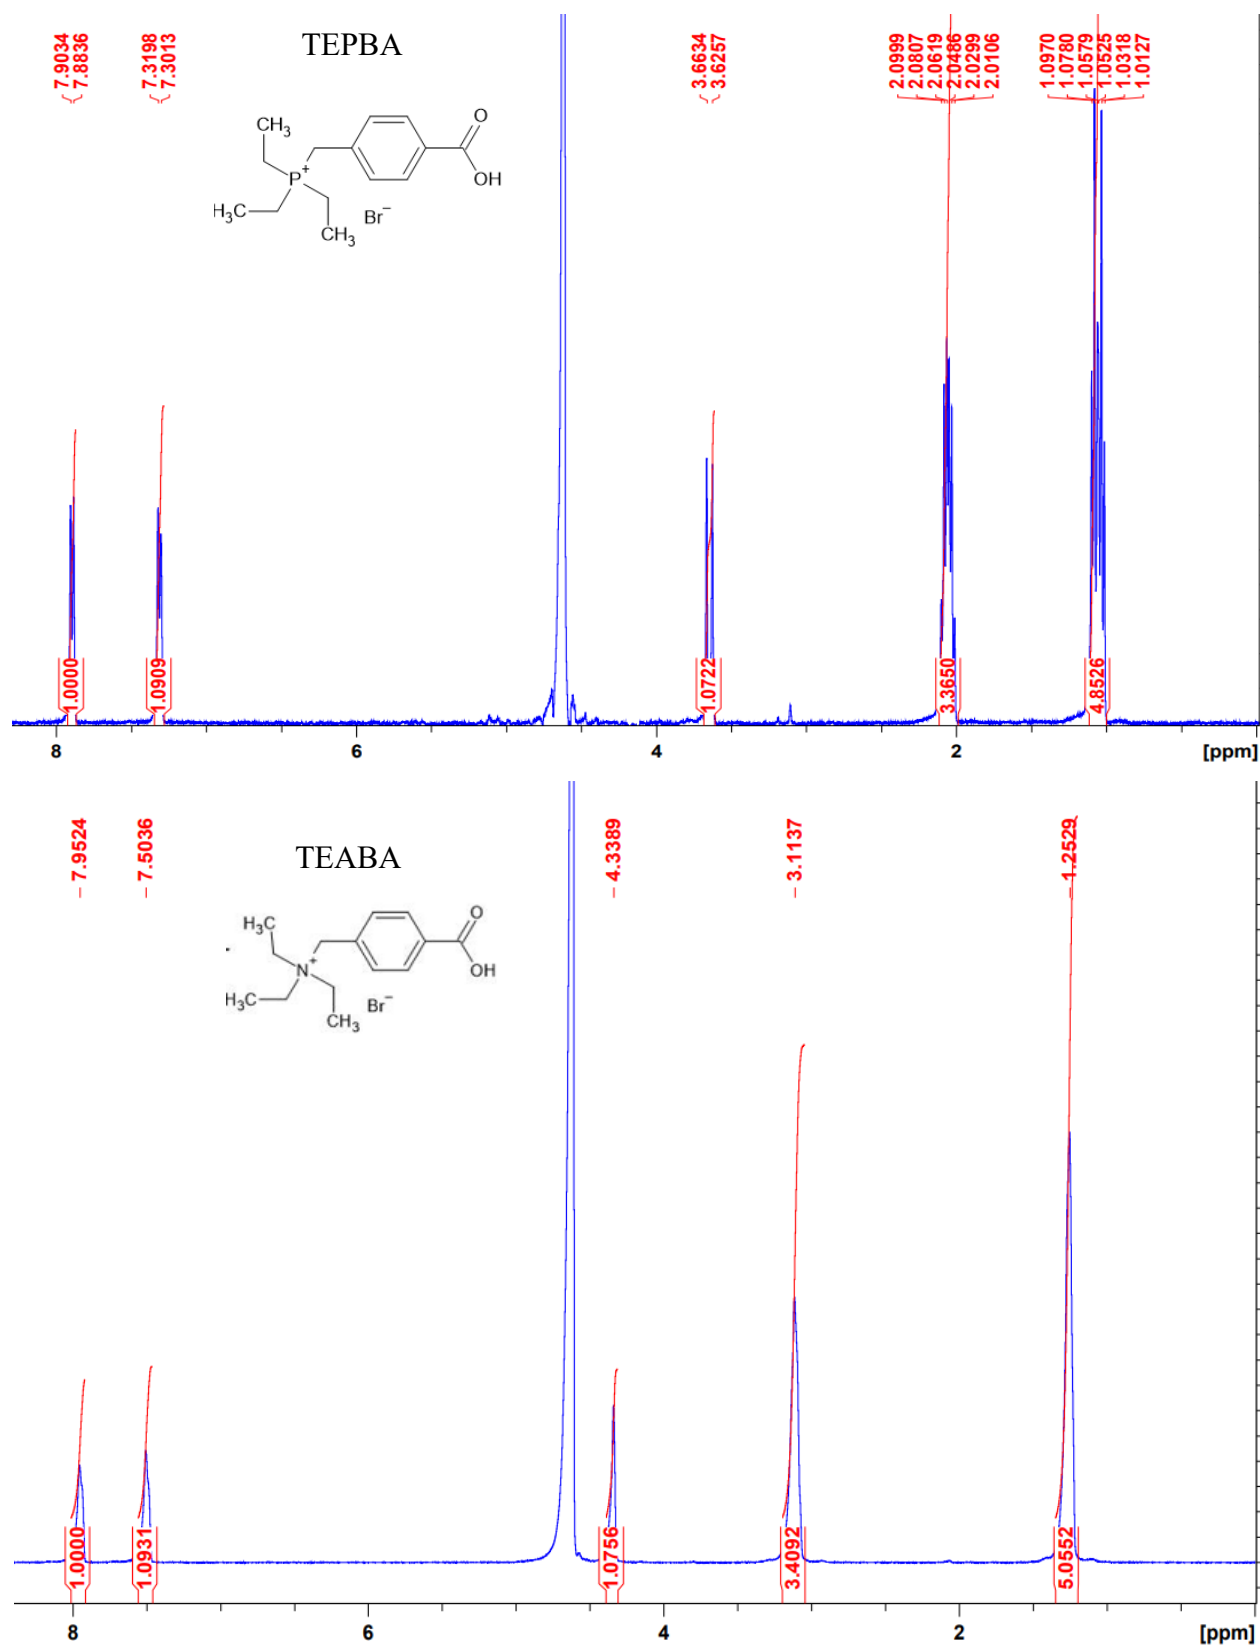 TEPBA
7.9034
7.8836
7.3198
7.3013
3.6634
3.6257
2.0999
2.0807
2.0619
2.0486
2.0299
2.0106
1.0970
1.0780
1.0579
1.0525
1.0318
1.0127
CH₃
O
P⁺
OH
H₃C
Br⁻
CH₃
1.0000
1.0909
1.0722
3.3650
4.8526
8 6 4 2 [ppm]
7.9524
7.5036
4.3389
3.1137
1.2529
TEABA
H₃C
O
N⁺
OH
H₃C
Br⁻
CH₃
1.0000
1.0931
1.0756
3.4092
5.0552
8 6 4 2 [ppm]